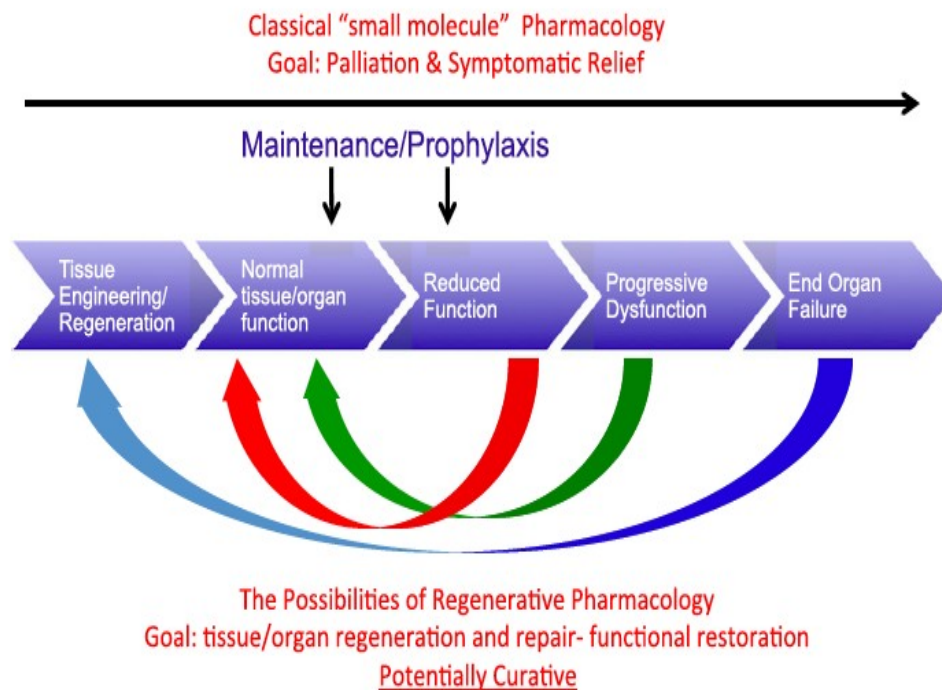 Classical “small molecule” Pharmacology
Goal: Palliation & Symptomatic Relief
Maintenance/Prophylaxis
Tissue
Engineering/
Regeneration
Normal
tissue/organ
function
Reduced
Function
Progressive
Dysfunction
End Organ
Failure
The Possibilities of Regenerative Pharmacology
Goal: tissue/organ regeneration and repair- functional restoration
Potentially Curative